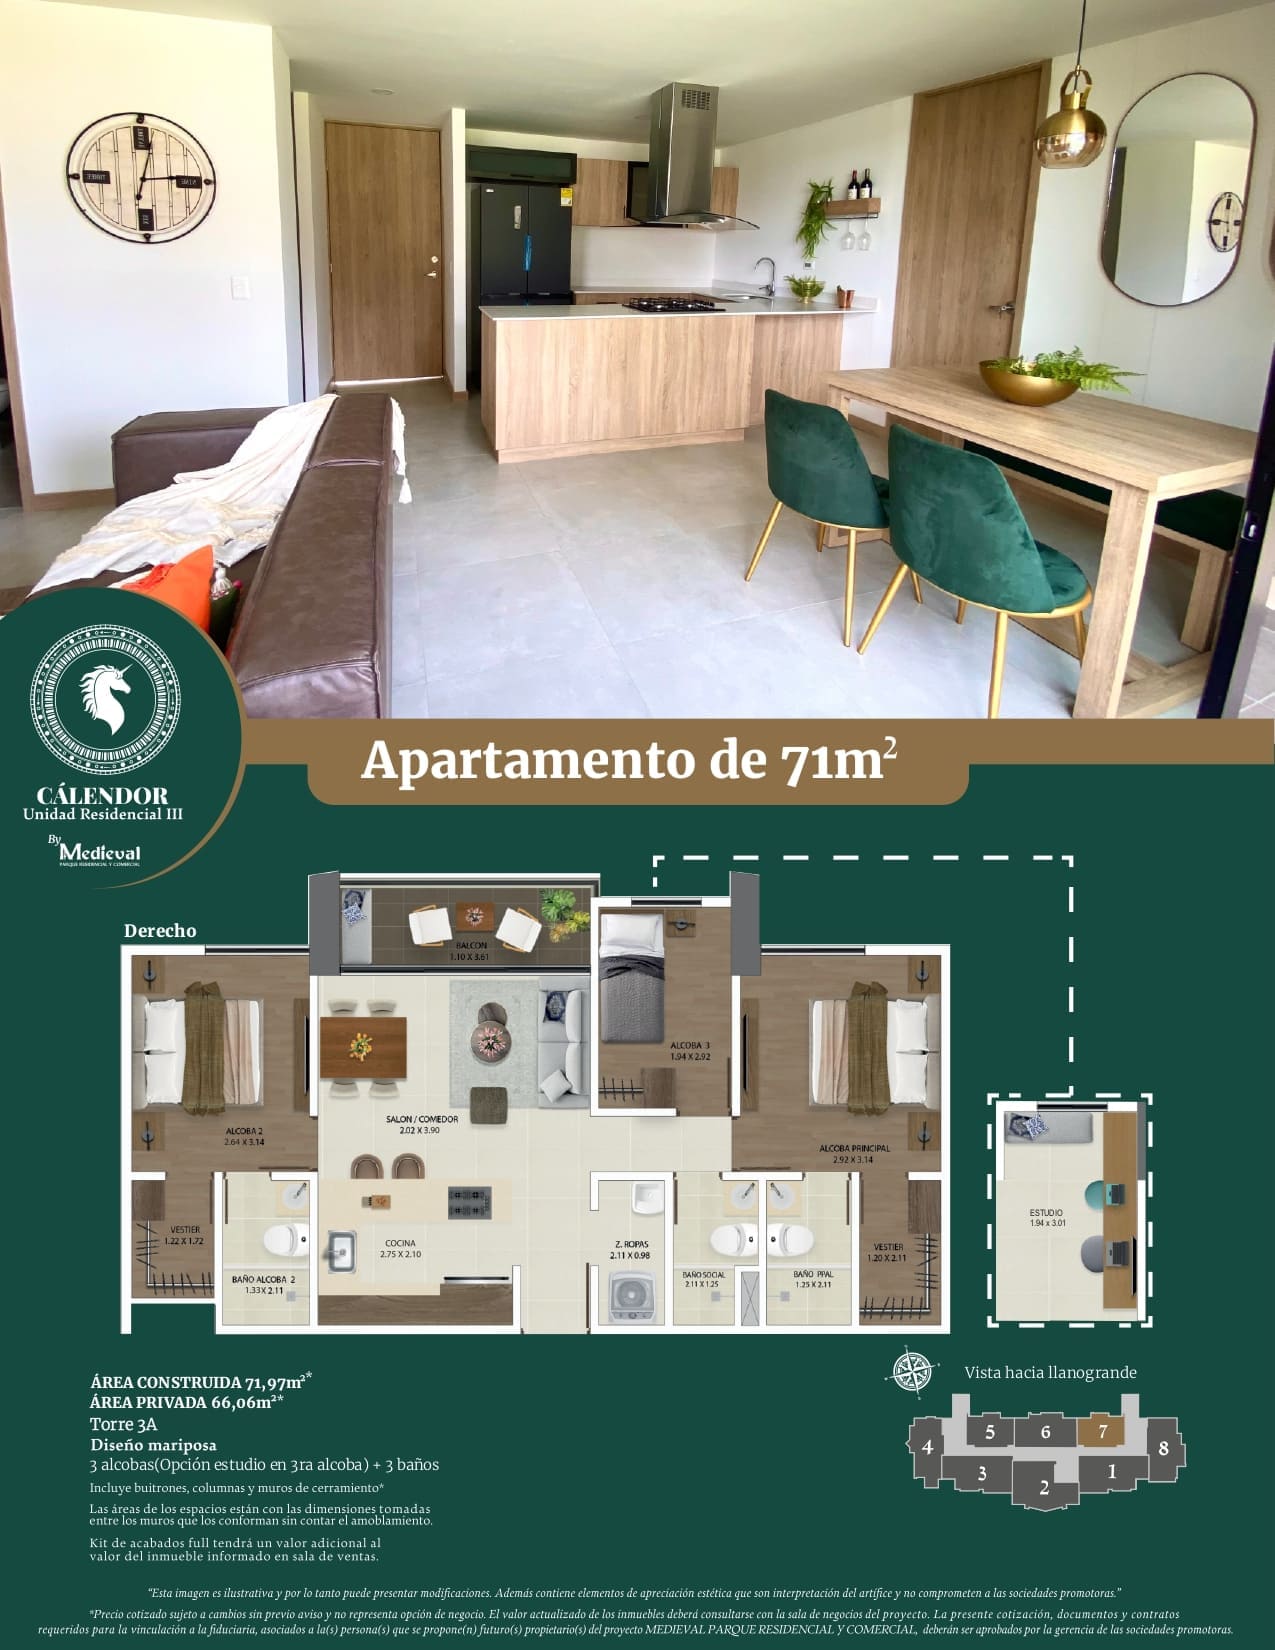 Apartamento de 71m²
CÁLENDOR
Unidad Residencial III
By
Medieval
PARQUE RESIDENCIAL Y COMERCIAL
Derecho
BALCON
1.10 X 3.61
ALCOBA 3
1.94 X 2.92
ALCOBA 2
2.64 X 3.14
SALON / COMEDOR
2.02 X 3.90
ALCOBA PRINCIPAL
2.92 X 3.14
ESTUDIO
1.94 x 3.01
VESTIER
1.22 X 1.72
COCINA
2.75 X 2.10
Z. ROPAS
2.11 X 0.98
VESTIER
1.20 X 2.11
BAÑO ALCOBA 2
1.33 X 2.11
BAÑO SOCIAL
2.11 X 1.25
BAÑO PPAL
1.25 X 2.11
ÁREA CONSTRUIDA 71,97m²*
ÁREA PRIVADA 66,06m²*
Torre 3A
Diseño mariposa
3 alcobas(Opción estudio en 3ra alcoba) + 3 baños
Incluye buitrones, columnas y muros de cerramiento*
Las áreas de los espacios están con las dimensiones tomadas
entre los muros que los conforman sin contar el amoblamiento.
Kit de acabados full tendrá un valor adicional al
valor del inmueble informado en sala de ventas.
Vista hacia llanogrande
4
5
6
7
8
3
2
1
“Esta imagen es ilustrativa y por lo tanto puede presentar modificaciones. Además contiene elementos de apreciación estética que son interpretación del artífice y no comprometen a las sociedades promotoras.”
*Precio cotizado sujeto a cambios sin previo aviso y no representa opción de negocio. El valor actualizado de los inmuebles deberá consultarse con la sala de negocios del proyecto. La presente cotización, documentos y contratos
requeridos para la vinculación a la fiduciaria, asociados a la(s) persona(s) que se propone(n) futuro(s) propietario(s) del proyecto MEDIEVAL PARQUE RESIDENCIAL Y COMERCIAL, deberán ser aprobados por la gerencia de las sociedades promotoras.